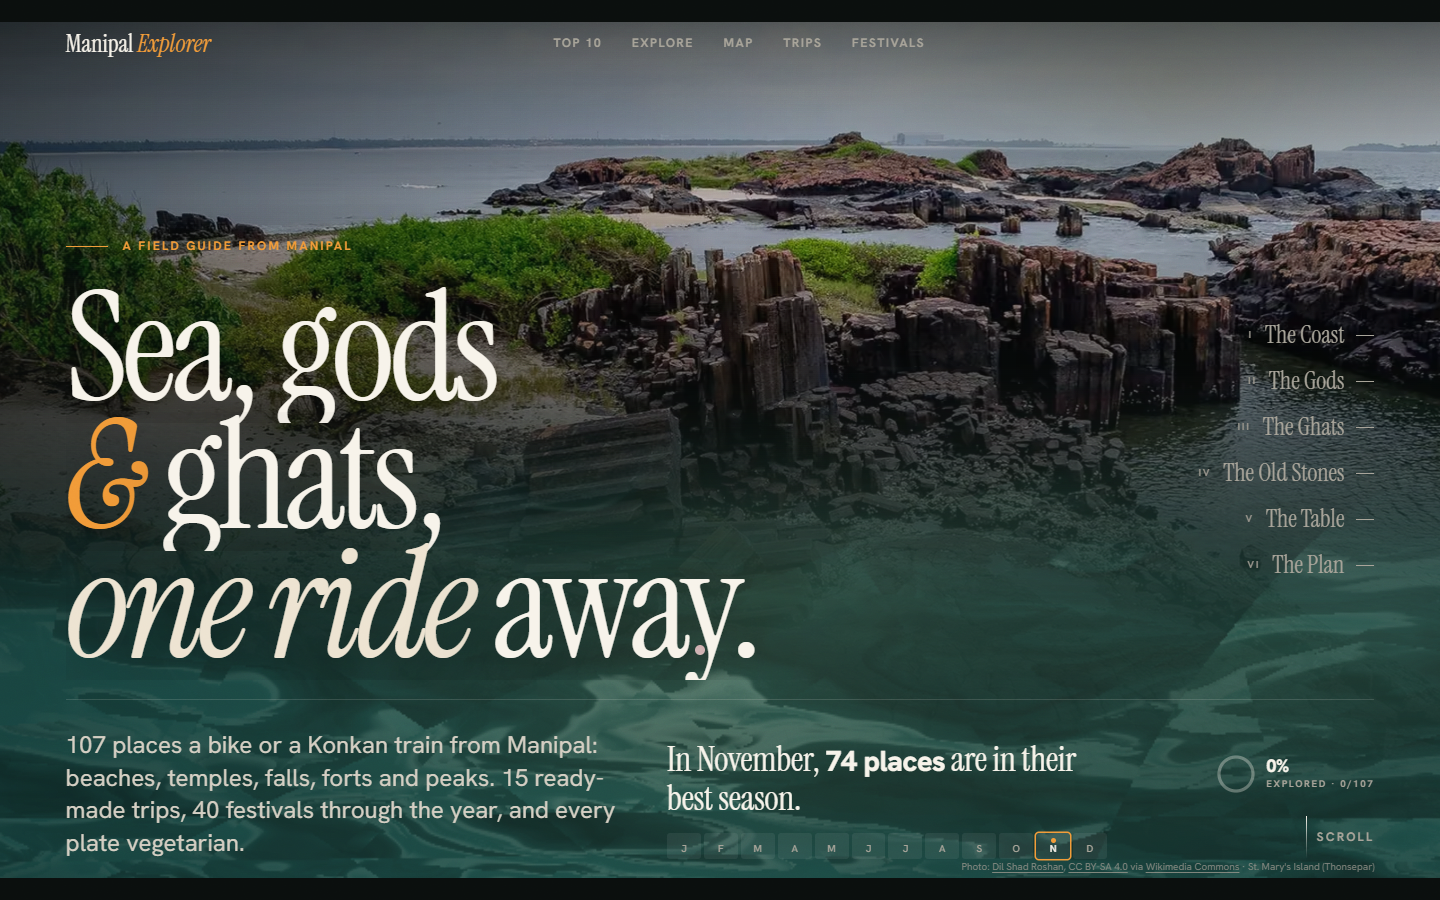 Manipal Explorer
TOP 10 EXPLORE MAP TRIPS FESTIVALS
A FIELD GUIDE FROM MANIPAL
Sea, gods
& ghats,
one ride away.
I The Coast
II The Gods
III The Ghats
IV The Old Stones
V The Table
VI The Plan
107 places a bike or a Konkan train from Manipal:
beaches, temples, falls, forts and peaks. 15 ready-
made trips, 40 festivals through the year, and every
plate vegetarian.
In November, 74 places are in their
best season.
J F M A M J J A S O N D
0%
EXPLORED · 0/107
SCROLL
Photo: Dil Shad Roshan, CC BY-SA 4.0 via Wikimedia Commons · St. Mary's Island (Thonsepar)